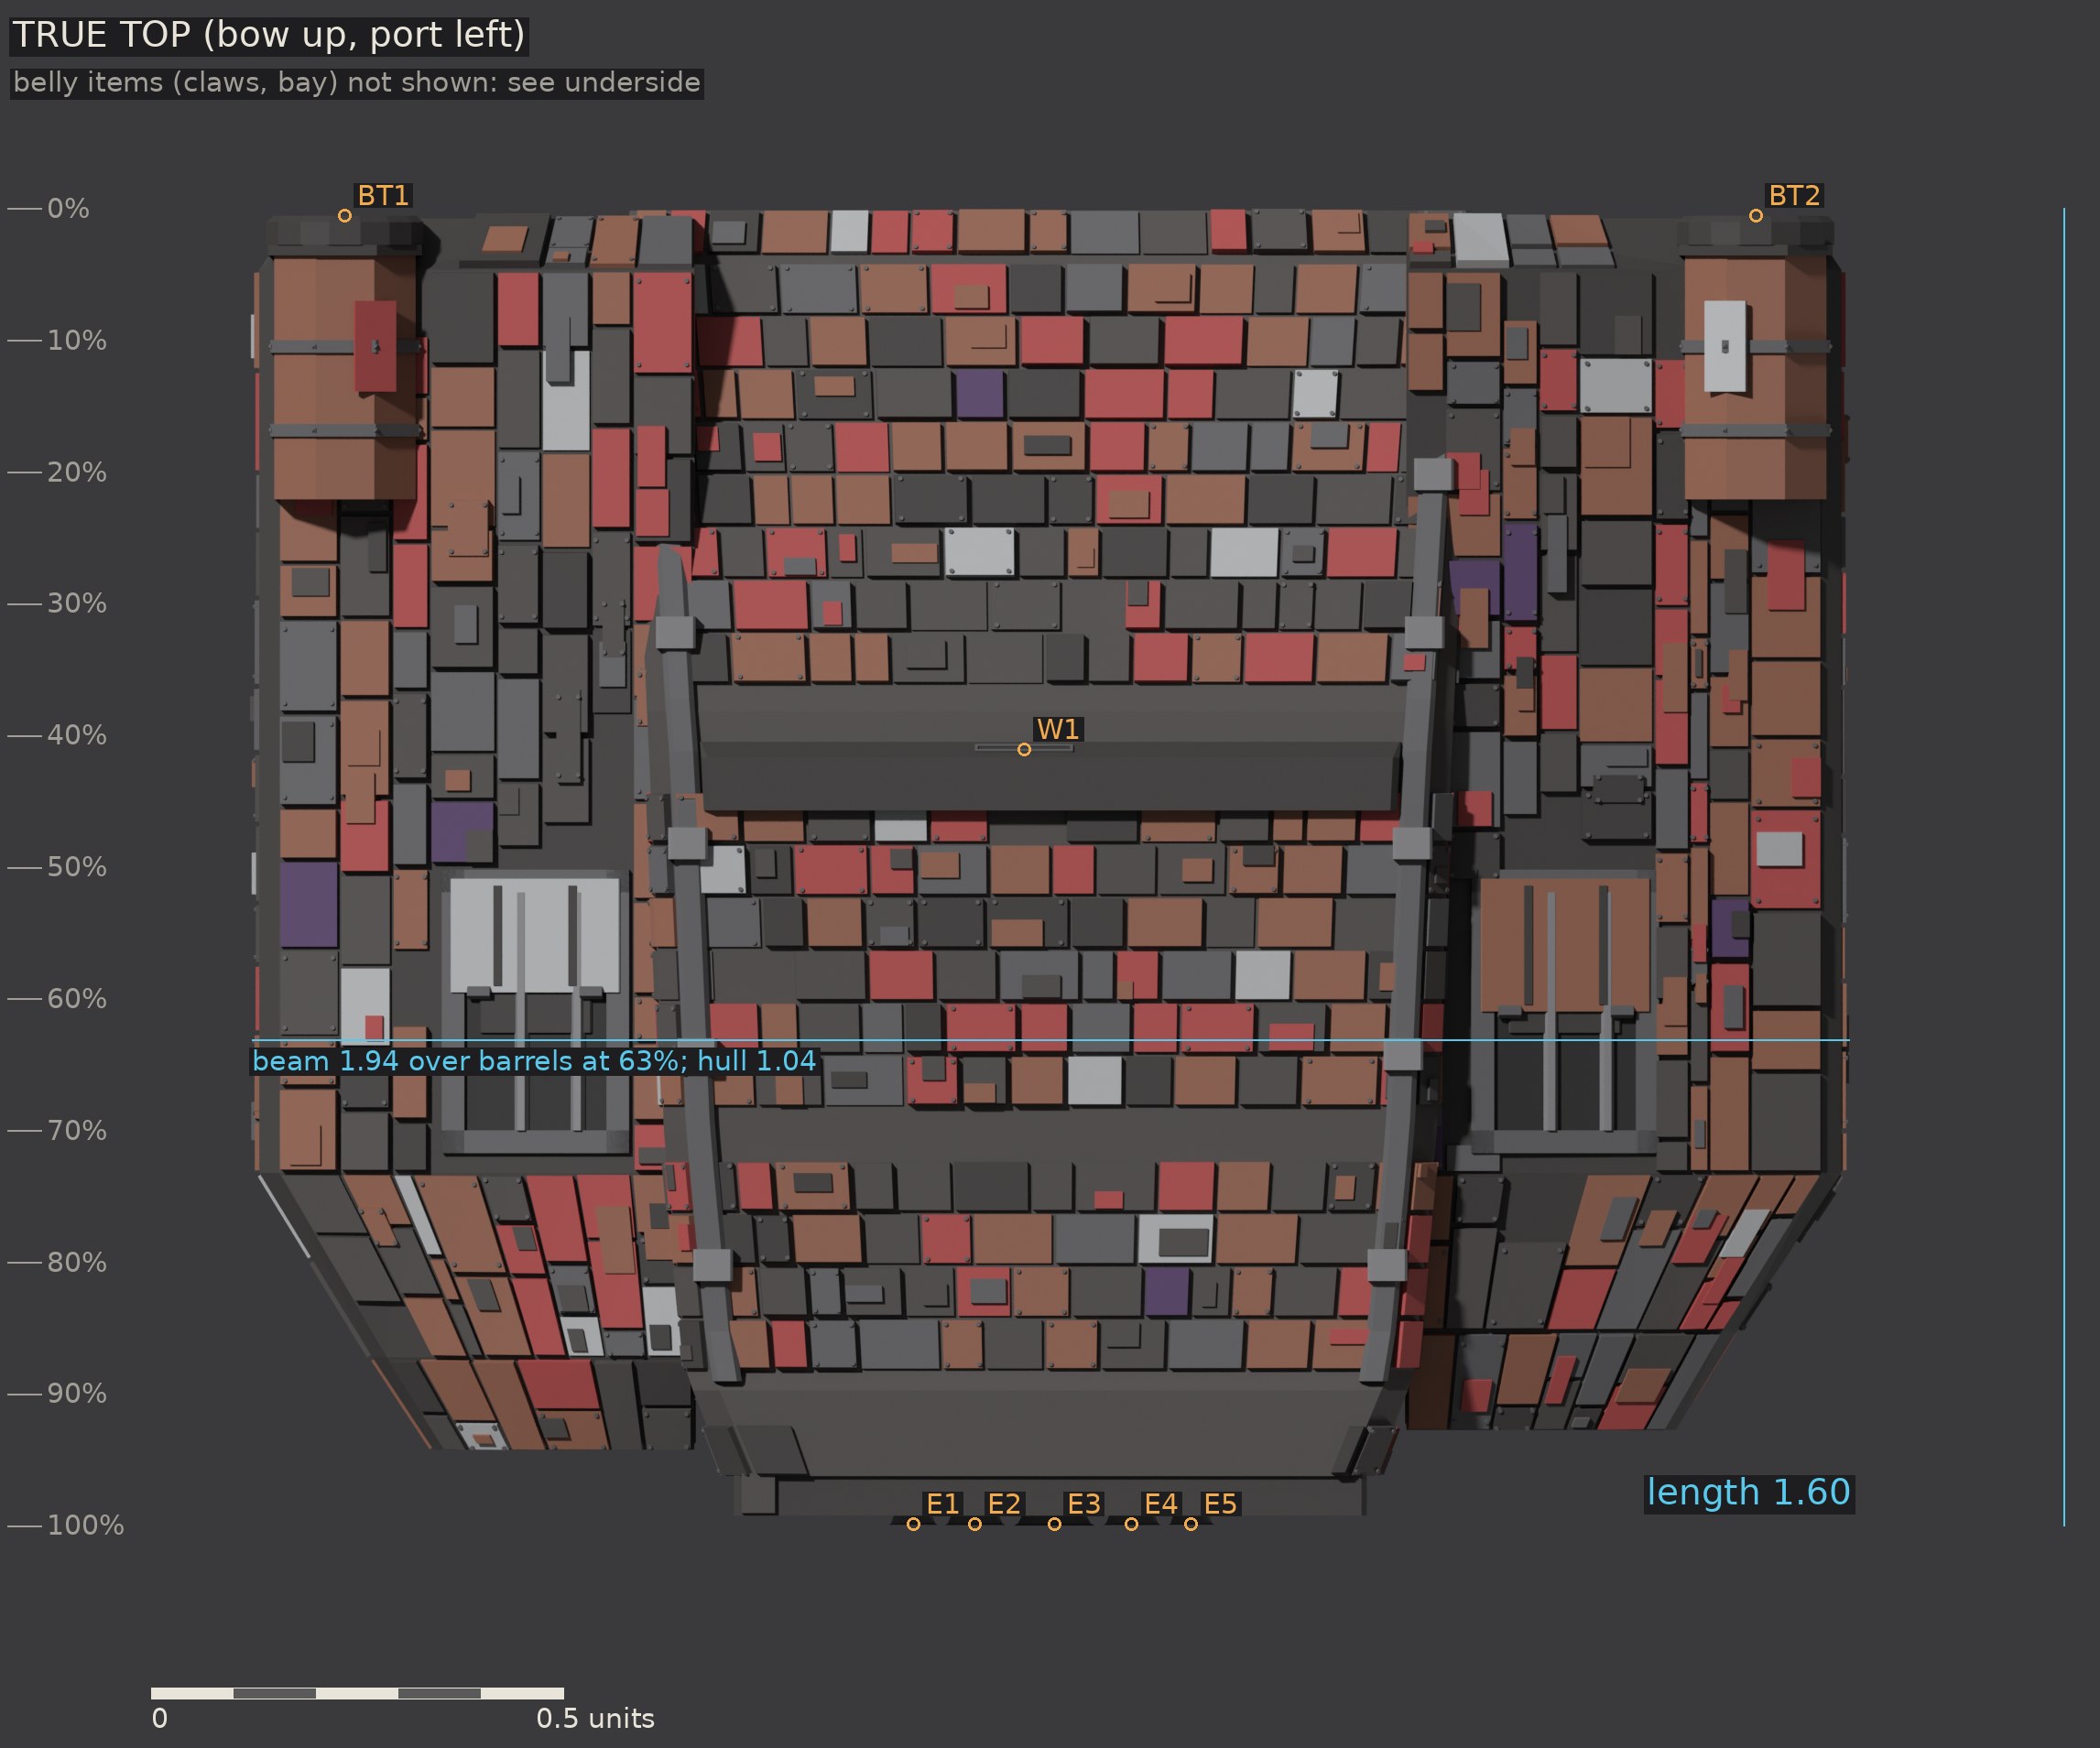 TRUE TOP (bow up, port left)
belly items (claws, bay) not shown: see underside
BT1
BT2
0%
10%
20%
30%
40%
W1
50%
60%
beam 1.94 over barrels at 63%; hull 1.04
70%
80%
90%
length 1.60
E1 E2 E3 E4 E5
100%
0 0.5 units